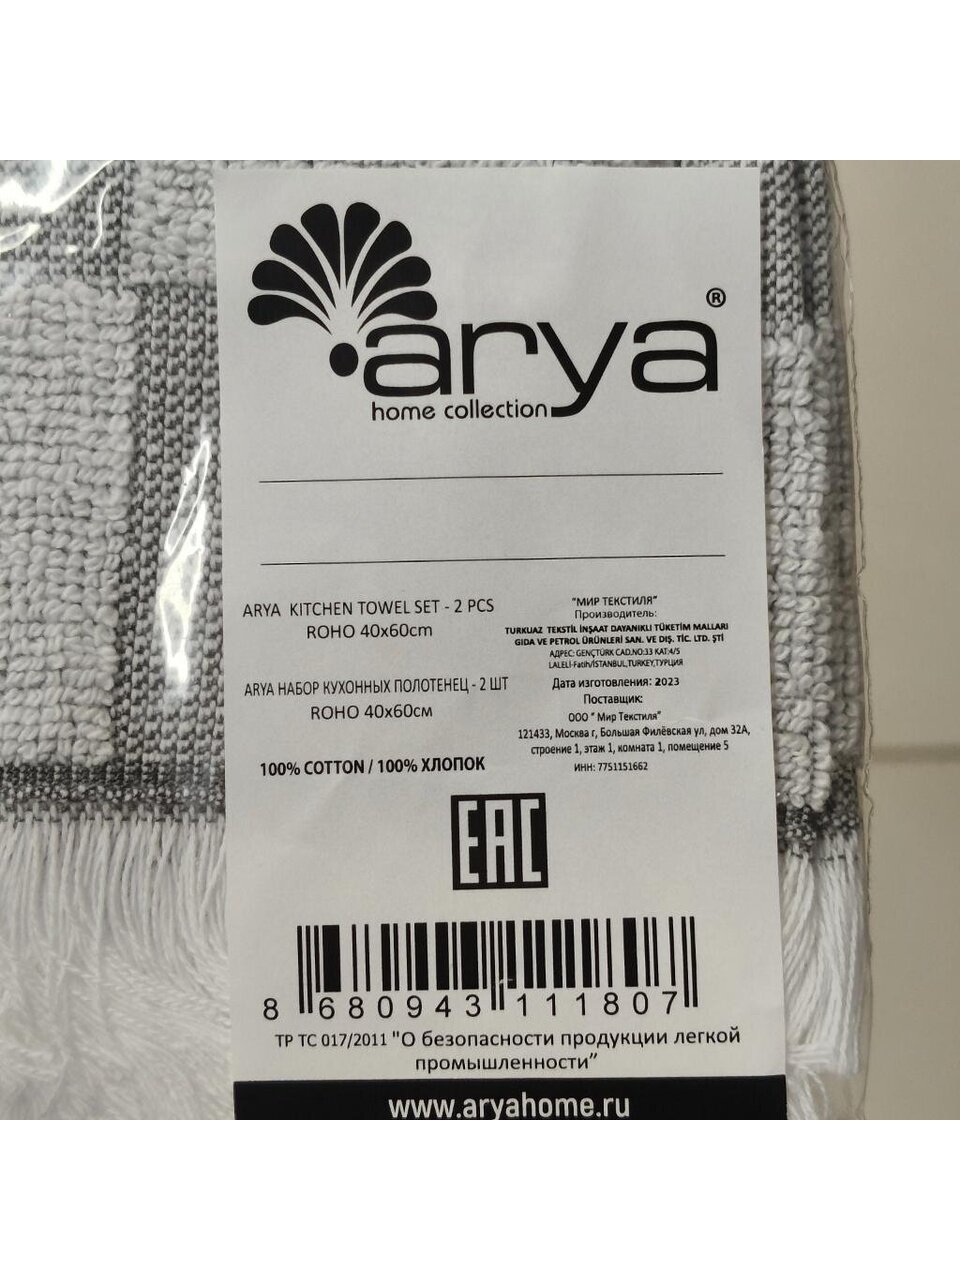 arya®
home collection
ARYA KITCHEN TOWEL SET - 2 PCS
ROHO 40x60cm
ARYA НАБОР КУХОННЫХ ПОЛОТЕНЕЦ - 2 ШТ
ROHO 40x60см
100% COTTON / 100% ХЛОПОК
"МИР ТЕКСТИЛЯ"
Производитель:
TURKUAZ TEKSTİL İNŞAAT DAYANIKLI TÜKETİM MALLARI
GIDA VE PETROL ÜRÜNLERİ SAN. VE DIŞ. TİC. LTD. ŞTİ
АДРЕС: GENÇTÜRK CAD.NO:33 KAT:4/5
LALELİ-Fatih/İSTANBUL,TURKEY,ТУРЦИЯ
Дата изготовления: 2023
Поставщик:
ООО " Мир Текстиля"
121433, Москва г, Большая Филёвская ул, дом 32А,
строение 1, этаж 1, комната 1, помещение 5
ИНН: 7751151662
EAC
8 680943 111807
ТР ТС 017/2011 "О безопасности продукции легкой
промышленности”
www.aryahome.ru